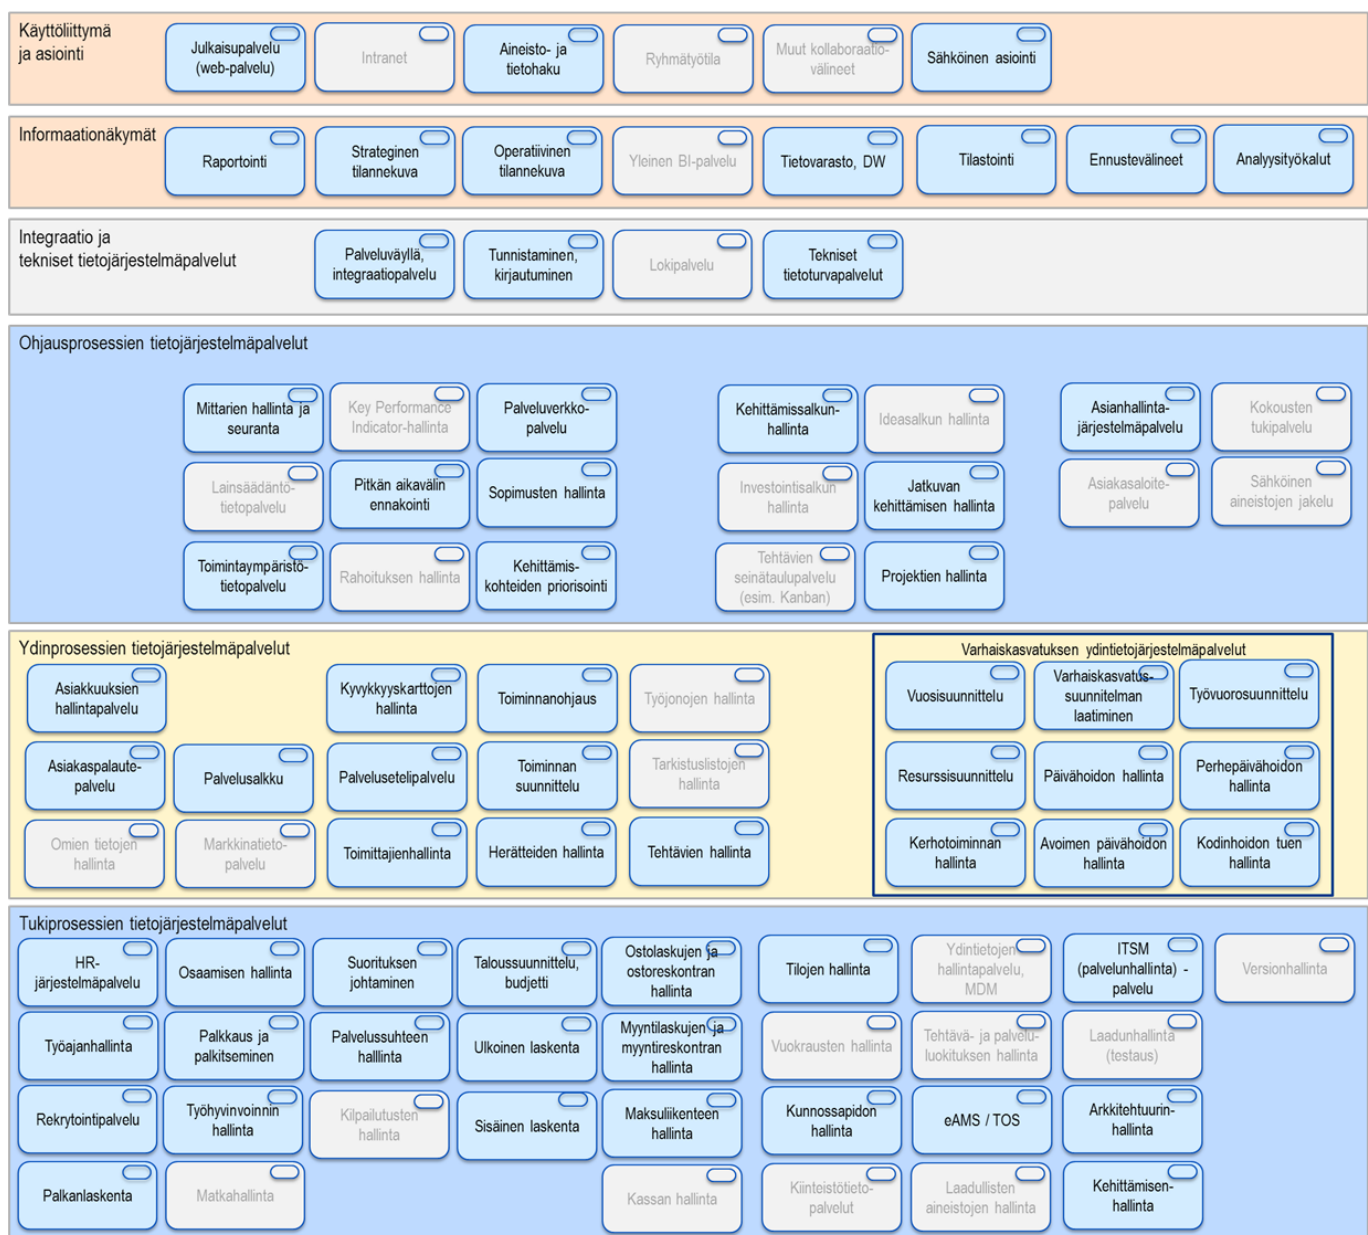 Käyttöliittymä
ja asiointi
Julkaisupalvelu
(web-palvelu)
Intranet
Aineisto- ja
tietohaku
Ryhmätyötila
Muut kollaboraatio-
välineet
Sähköinen asiointi
Informaationäkymät
Raportointi
Strateginen
tilannekuva
Operatiivinen
tilannekuva
Yleinen BI-palvelu
Tietovarasto, DW
Tilastointi
Ennustevälineet
Analyysityökalut
Integraatio ja
tekniset tietojärjestelmäpalvelut
Palveluväyllä,
integraatiopalvelu
Tunnistaminen,
kirjautuminen
Lokipalvelu
Tekniset
tietoturvapalvelut
Ohjausprosessien tietojärjestelmäpalvelut
Mittarien hallinta ja
seuranta
Key Performance
Indicator-hallinta
Palveluverkko-
palvelu
Kehittämissalkun-
hallinta
Ideasalkun hallinta
Asianhallinta-
järjestelmäpalvelu
Kokousten
tukipalvelu
Lainsäädäntö-
tietopalvelu
Pitkän aikavälin
ennakointi
Sopimusten hallinta
Investointisalkun
hallinta
Jatkuvan
kehittämisen hallinta
Asiakasaloite-
palvelu
Sähköinen
aineistojen jakelu
Toimintaympäristö-
tietopalvelu
Rahoituksen hallinta
Kehittämis-
kohteiden priorisointi
Tehtävien
seinätaulupalvelu
(esim. Kanban)
Projektien hallinta
Ydinprosessien tietojärjestelmäpalvelut
Asiakkuuksien
hallintapalvelu
Kyvykkyyskarttojen
hallinta
Toiminnanohjaus
Työjonojen hallinta
Asiakaspalaute-
palvelu
Palvelusalkku
Palvelusetelipalvelu
Toiminnan
suunnittelu
Tarkistuslistojen
hallinta
Omien tietojen
hallinta
Markkinatieto-
palvelu
Toimittajienhallinta
Herätteiden hallinta
Tehtävien hallinta
Varhaiskasvatuksen ydintietojärjestelmäpalvelut
Vuosisuunnittelu
Varhaiskasvatus-
suunnitelman
laatiminen
Työvuorosuunnittelu
Resurssisuunnittelu
Päivähoidon hallinta
Perhepäivähoidon
hallinta
Kerhotoiminnan
hallinta
Avoimen päivähoidon
hallinta
Kodinhoidon tuen
hallinta
Tukiprosessien tietojärjestelmäpalvelut
HR-
järjestelmäpalvelu
Osaamisen hallinta
Suorituksen
johtaminen
Taloussuunnittelu,
budjetti
Ostolaskujen ja
ostoreskontran
hallinta
Tilojen hallinta
Ydintietojen
hallintapalvelu,
MDM
ITSM
(palvelunhallinta) -
palvelu
Versionhallinta
Työajanhallinta
Palkkaus ja
palkitseminen
Palvelussuhteen
halllinta
Ulkoinen laskenta
Myyntilaskujen ja
myyntireskontran
hallinta
Vuokrausten hallinta
Tehtävä- ja palvelu-
luokituksen hallinta
Laadunhallinta
(testaus)
Rekrytointipalvelu
Työhyvinvoinnin
hallinta
Kilpailutusten
hallinta
Sisäinen laskenta
Maksuliikenteen
hallinta
Kunnossapidon
hallinta
eAMS / TOS
Arkkitehtuurin-
hallinta
Palkanlaskenta
Matkahallinta
Kassan hallinta
Kiinteistötieto-
palvelut
Laadullisten
aineistojen hallinta
Kehittämisen-
hallinta